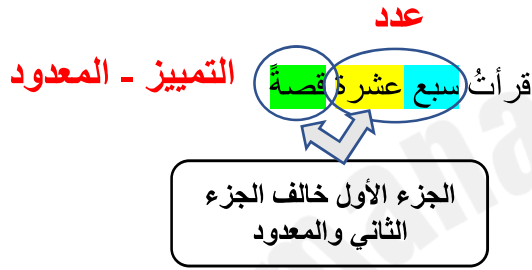 عدد
قرأتُ سبع عشرة قصةً التمييز - المعدود
الجزء الأول خالف الجزء
الثاني والمعدود